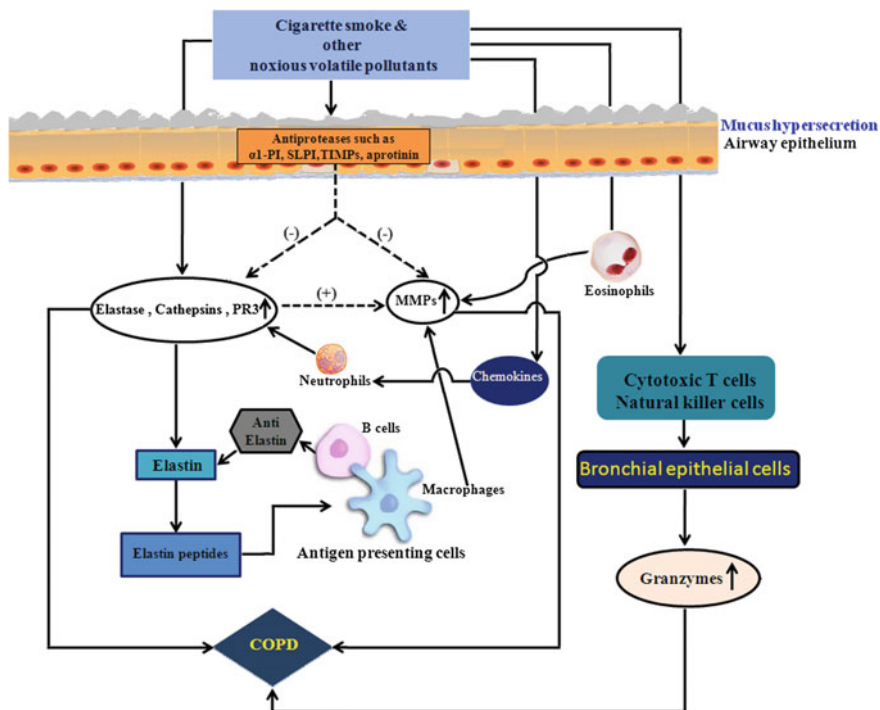 Cigarette smoke &
other
noxious volatile pollutants
Mucus hypersecretion
Airway epithelium
Antiproteases such as
α1-PI, SLPI,TIMPs, aprotinin
(-)
(-)
Eosinophils
Elastase , Cathepsins , PR3
(+)
MMPs
Neutrophils
Chemokines
Cytotoxic T cells
Natural killer cells
Anti
Elastin
B cells
Elastin
Bronchial epithelial cells
Macrophages
Elastin peptides
Antigen presenting cells
Granzymes
COPD